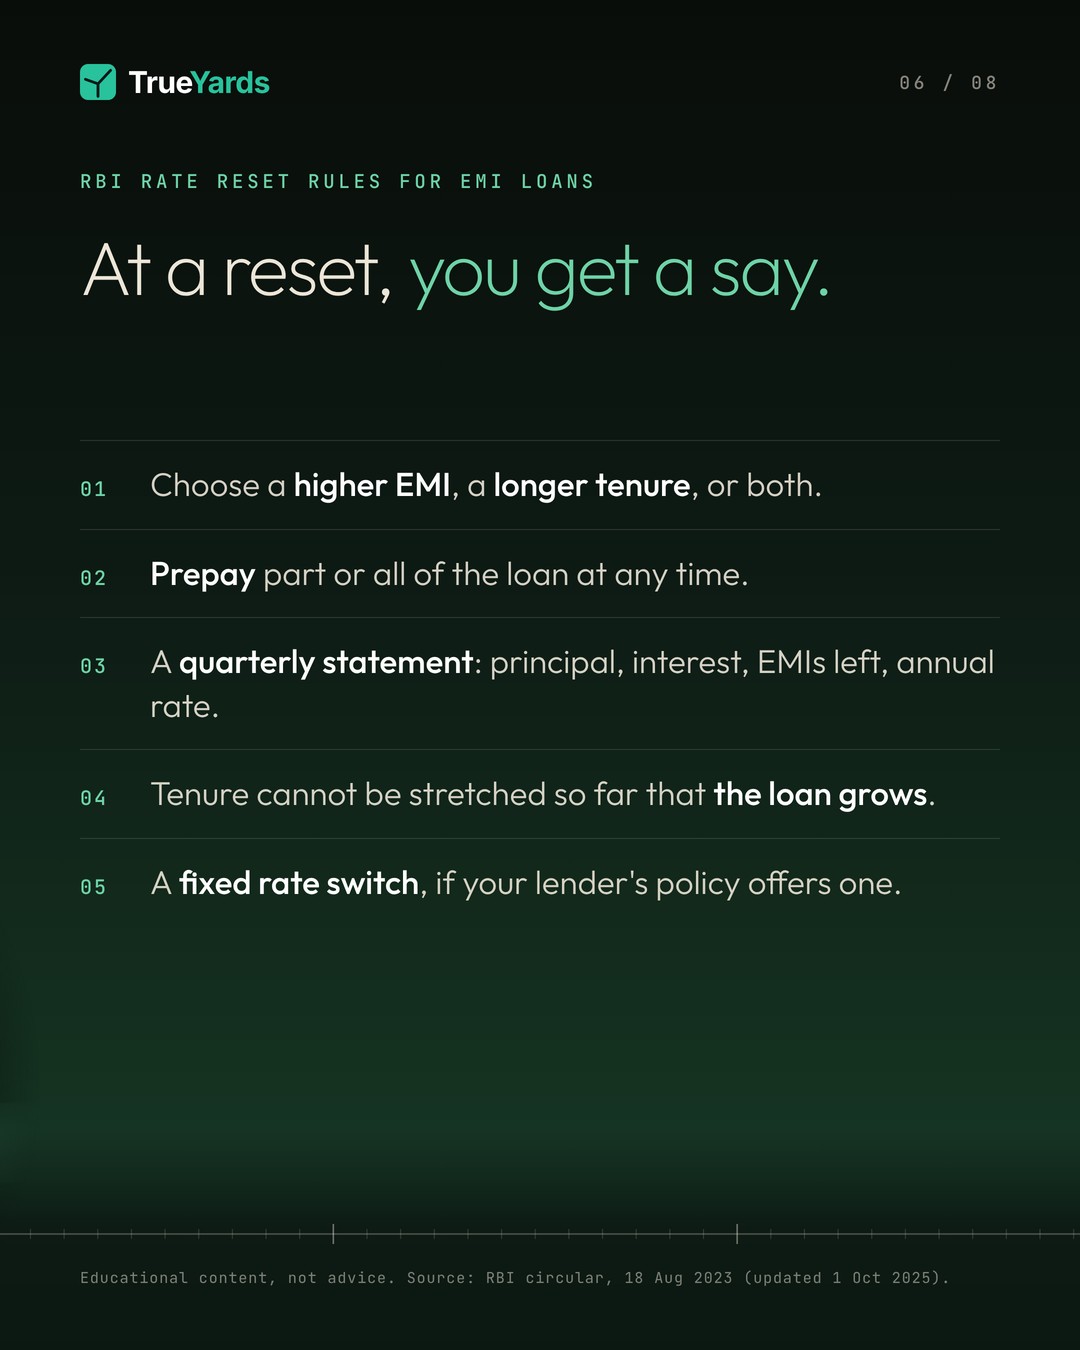 TrueYards
06 / 08
RBI RATE RESET RULES FOR EMI LOANS
At a reset, you get a say.
01 Choose a higher EMI, a longer tenure, or both.
02 Prepay part or all of the loan at any time.
03 A quarterly statement: principal, interest, EMIs left, annual
rate.
04 Tenure cannot be stretched so far that the loan grows.
05 A fixed rate switch, if your lender's policy offers one.
Educational content, not advice. Source: RBI circular, 18 Aug 2023 (updated 1 Oct 2025).